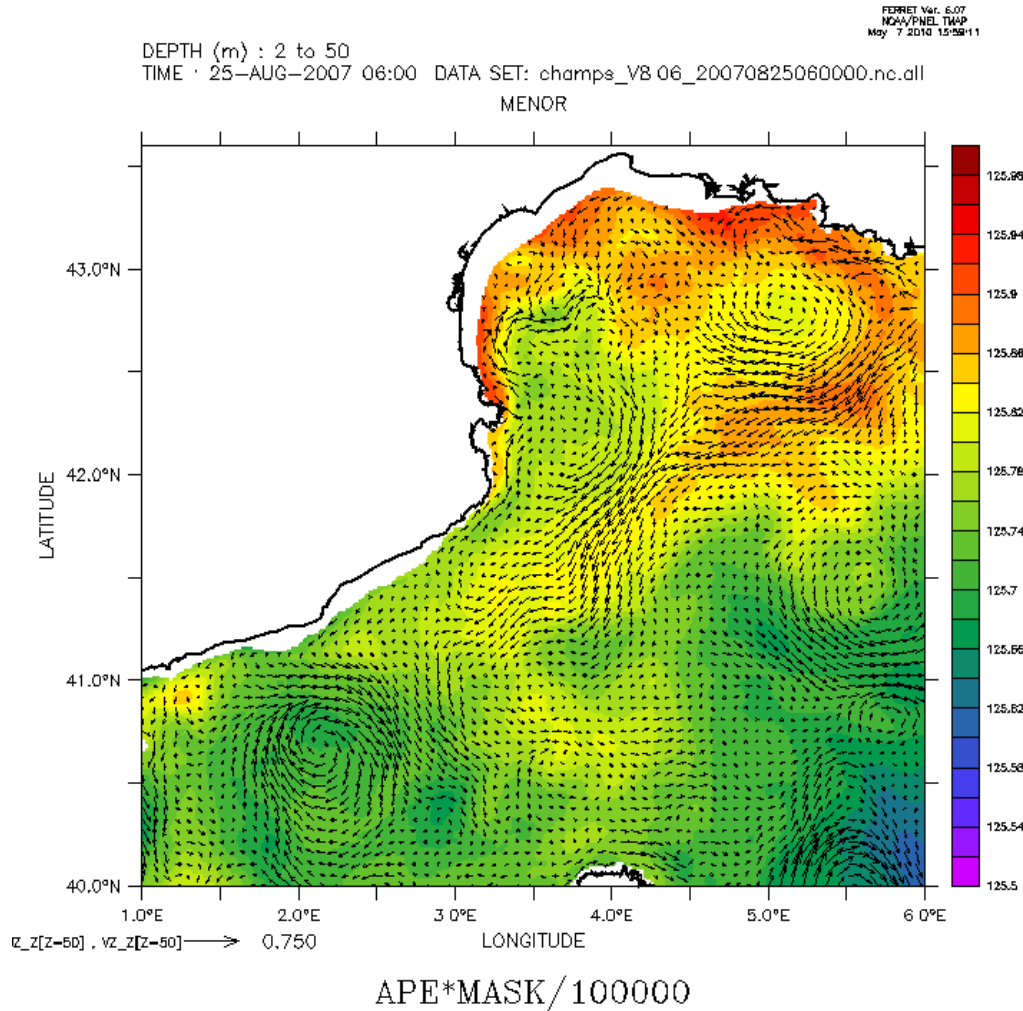 FERRET Ver. 6.07
NOAA/PMEL TMAP
May 7 2010 15:59:11
DEPTH (m) : 2 to 50
TIME : 25-AUG-2007 06:00 DATA SET: champs_V8 06_20070825060000.nc.all
MENOR
125.98
125.94
125.9
125.86
125.82
125.78
125.74
125.7
125.66
125.62
125.58
125.54
125.5
43.0°N
42.0°N
41.0°N
40.0°N
LATITUDE
1.0°E 2.0°E 3.0°E 4.0°E 5.0°E 6.0°E
LONGITUDE
VZ_Z[Z=50] 0.750
APE*MASK/100000